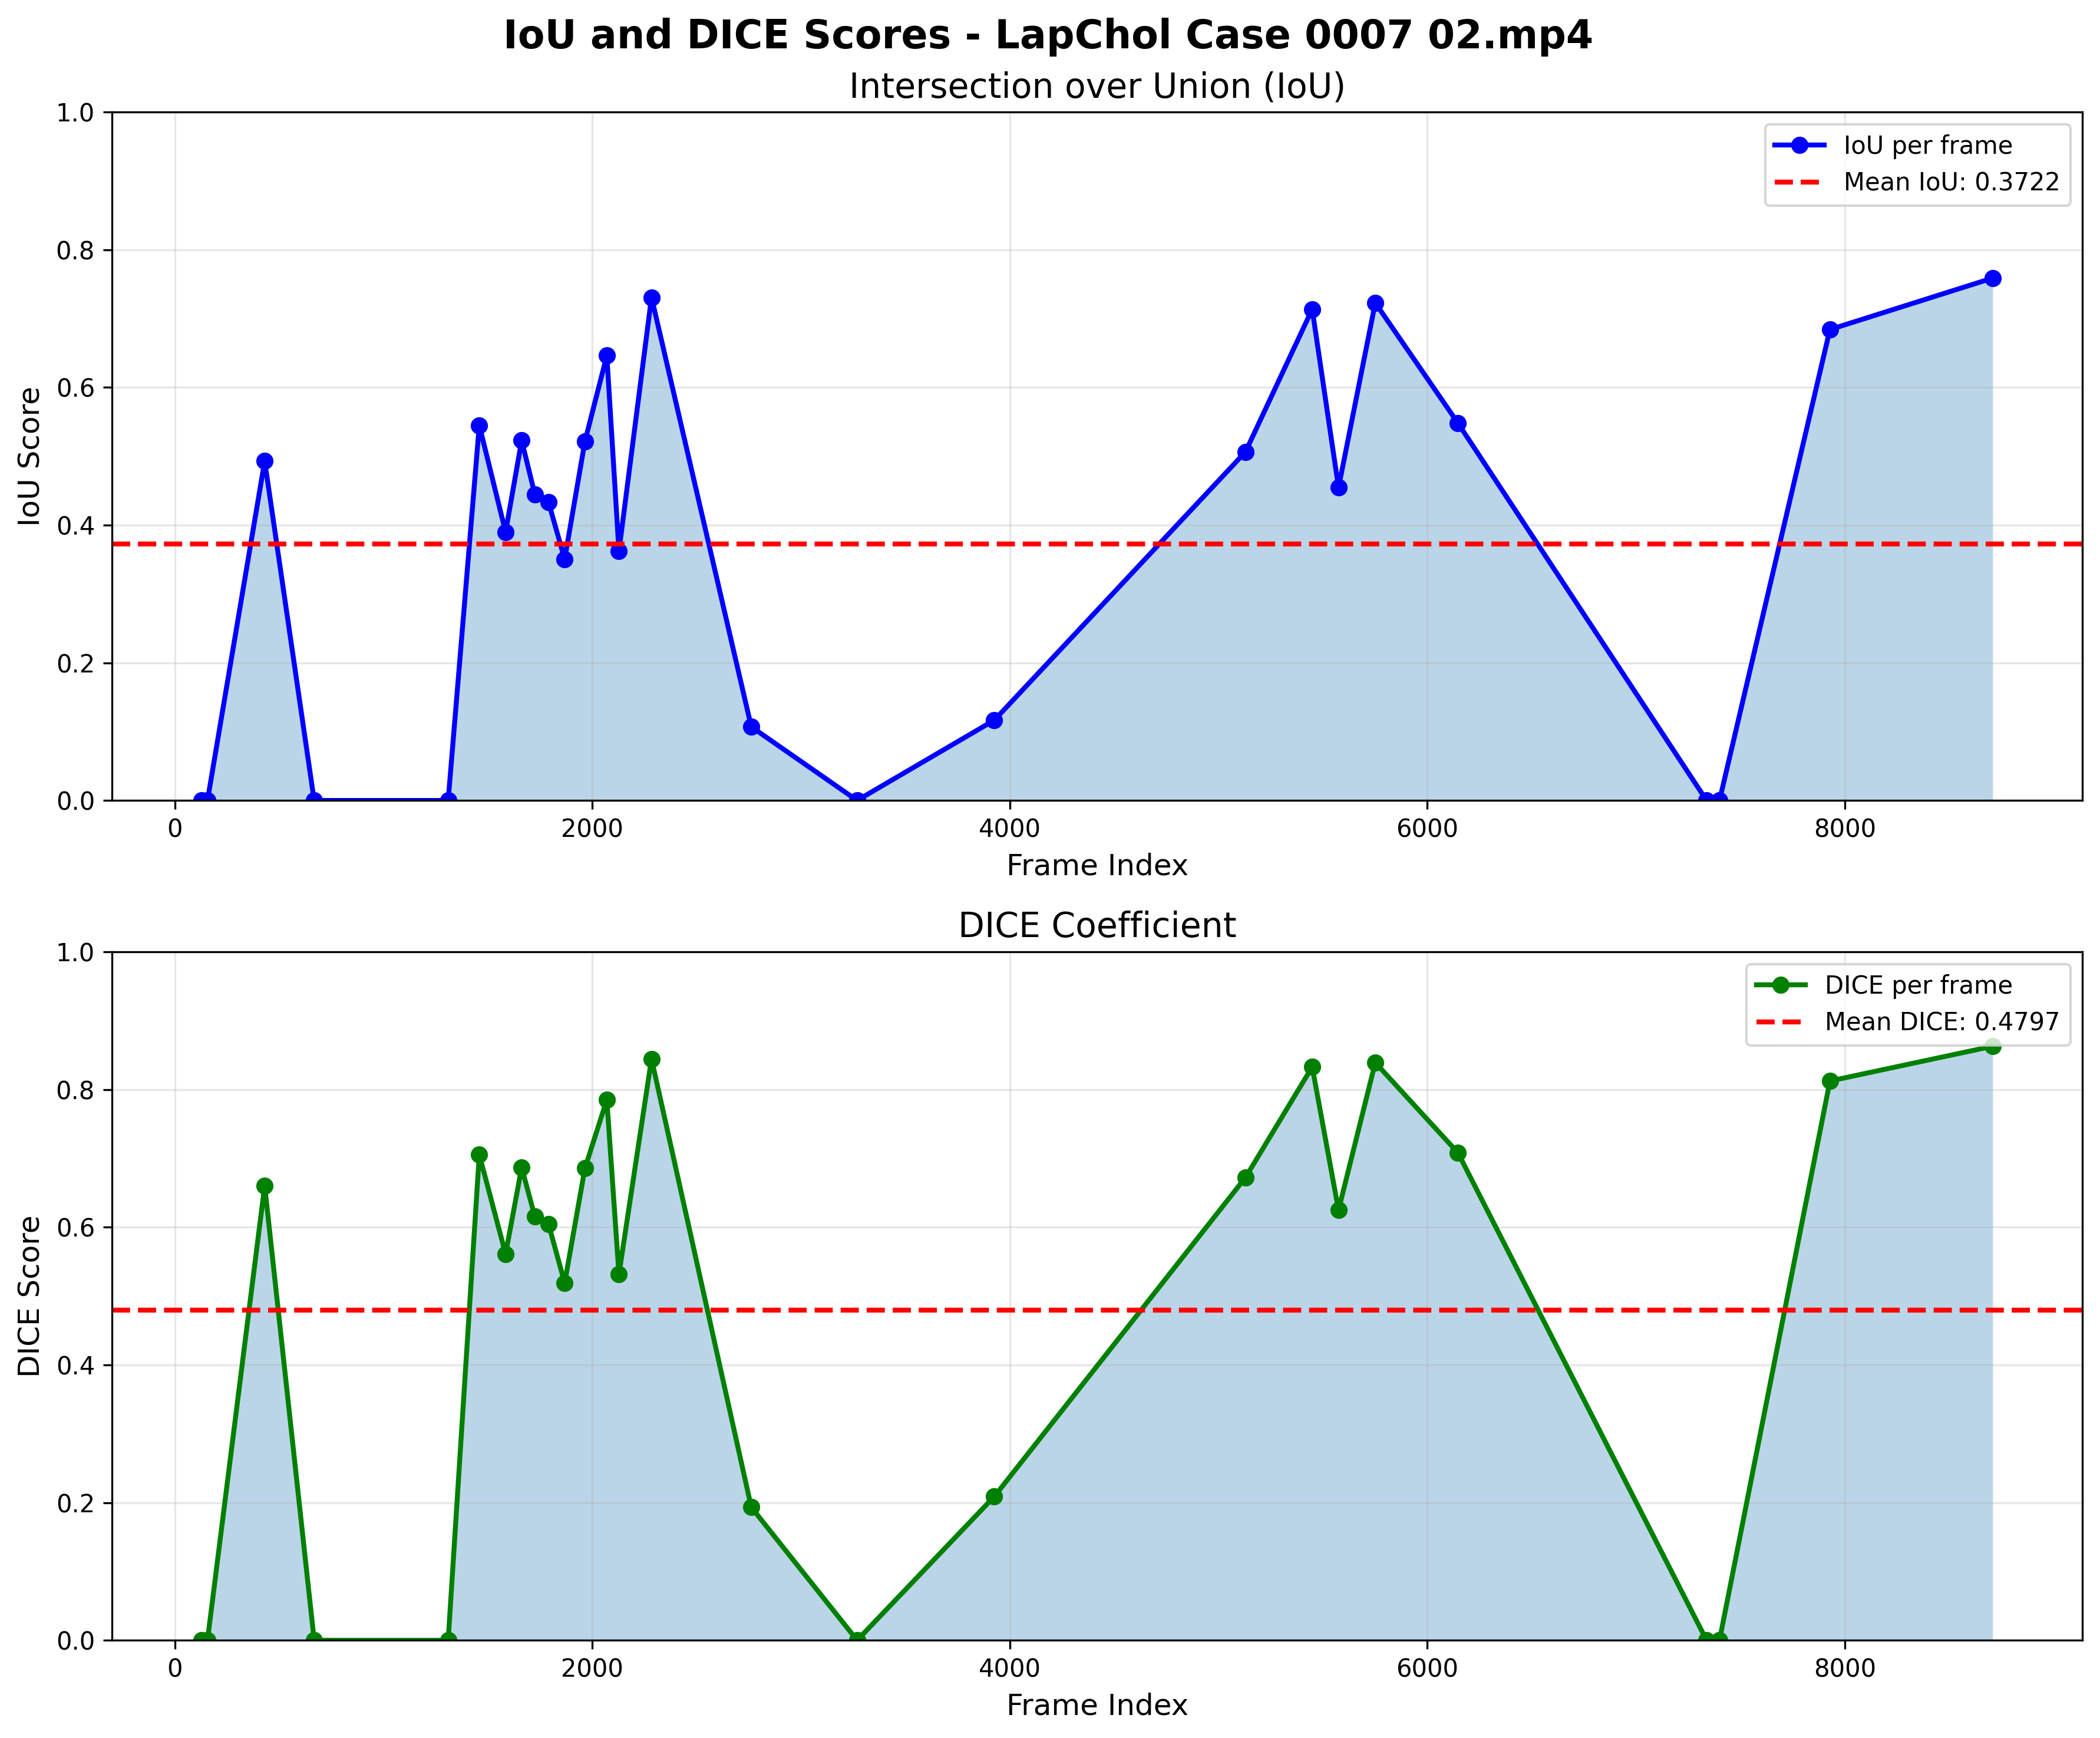 IoU and DICE Scores - LapChol Case 0007 02.mp4
Intersection over Union (IoU)
1.0
0.8
0.6
0.4
0.2
0.0
IoU Score
IoU per frame
Mean IoU: 0.3722
0 2000 4000 6000 8000
Frame Index
DICE Coefficient
1.0
0.8
0.6
0.4
0.2
0.0
DICE Score
DICE per frame
Mean DICE: 0.4797
0 2000 4000 6000 8000
Frame Index